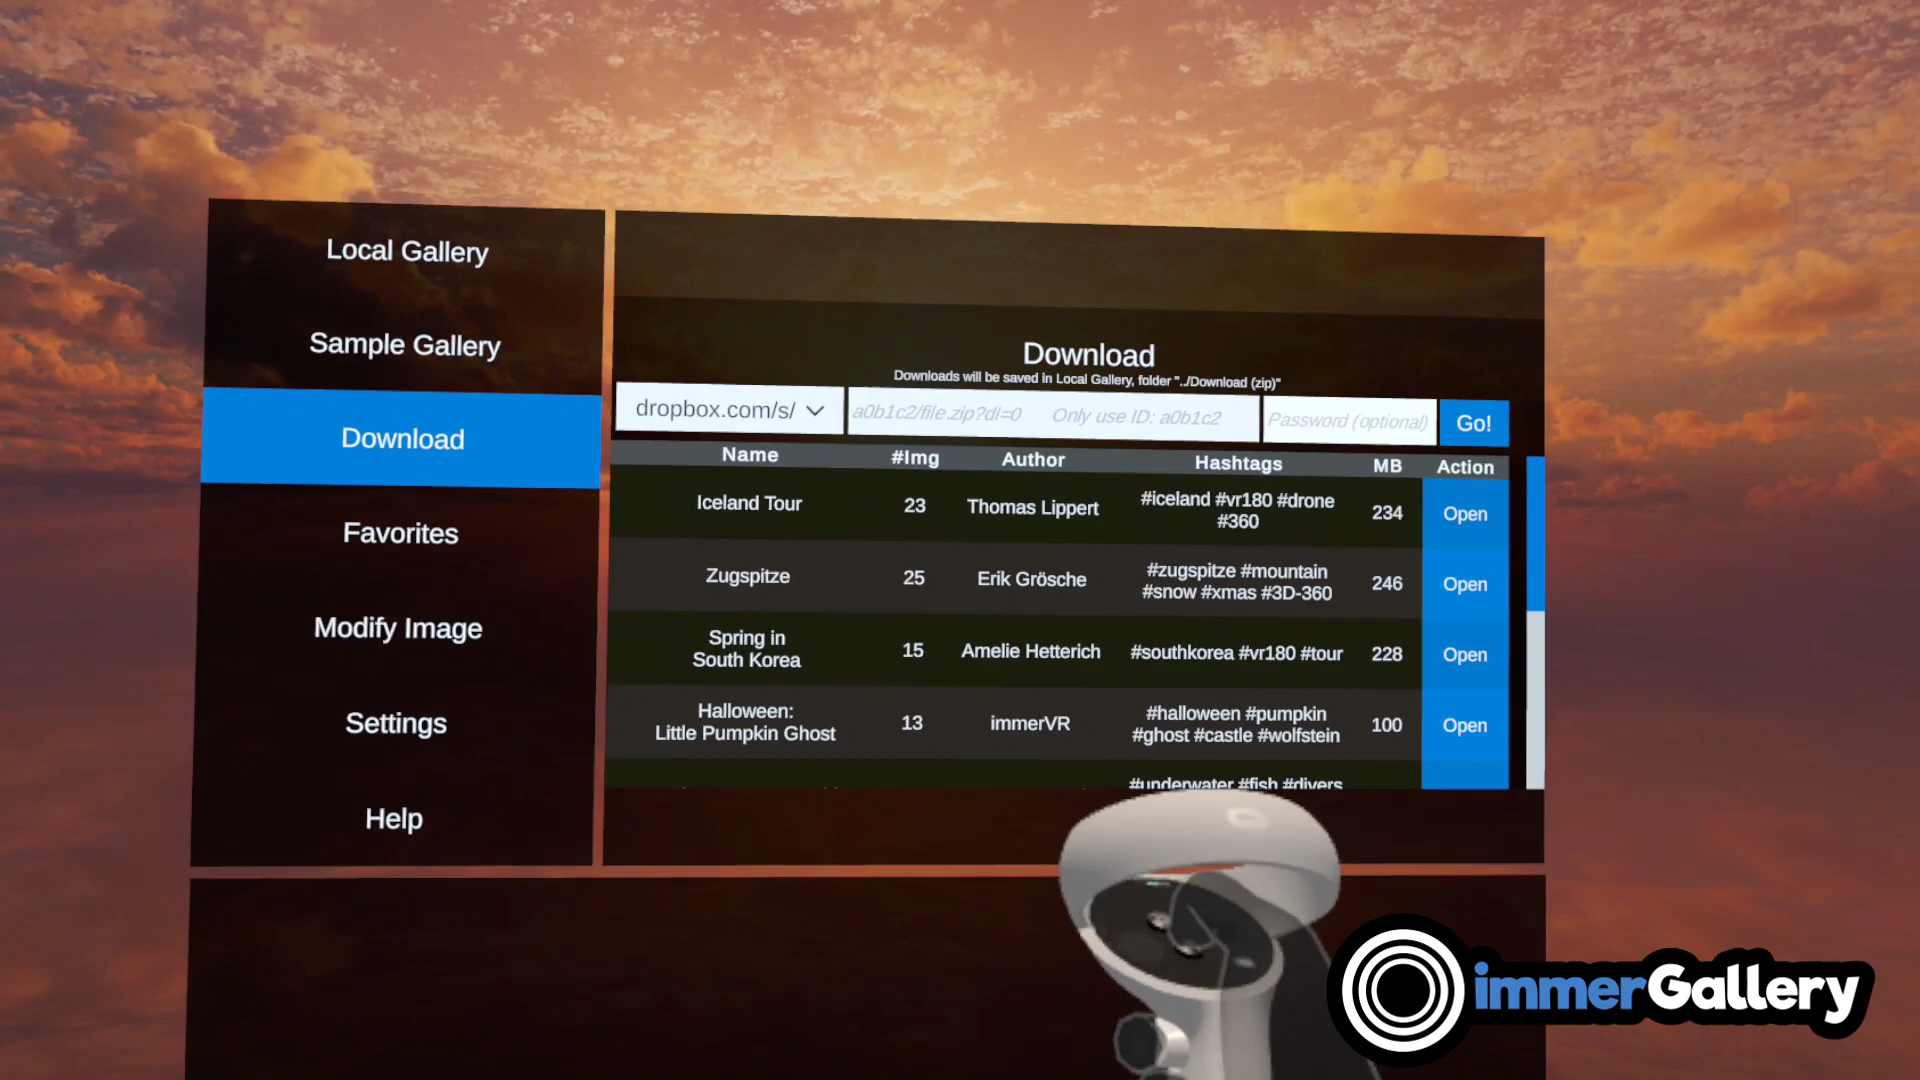 Local Gallery
Sample Gallery
Download
Favorites
Modify Image
Settings
Help
Download
Downloads will be saved in Local Gallery, folder "../Download (zip)"
dropbox.com/s/
a0b1c2/file.zip?dl=0 Only use ID: a0b1c2
Password (optional)
Go!
Name #Img Author Hashtags MB Action
Iceland Tour 23 Thomas Lippert #iceland #vr180 #drone 234 Open
#360
Zugspitze 25 Erik Grösche #zugspitze #mountain 246 Open
#snow #xmas #3D-360
Spring in
South Korea 15 Amelie Hetterich #southkorea #vr180 #tour 228 Open
Halloween:
Little Pumpkin Ghost 13 immerVR #halloween #pumpkin 100 Open
#ghost #castle #wolfstein
#underwater #fish #divers
immerGallery